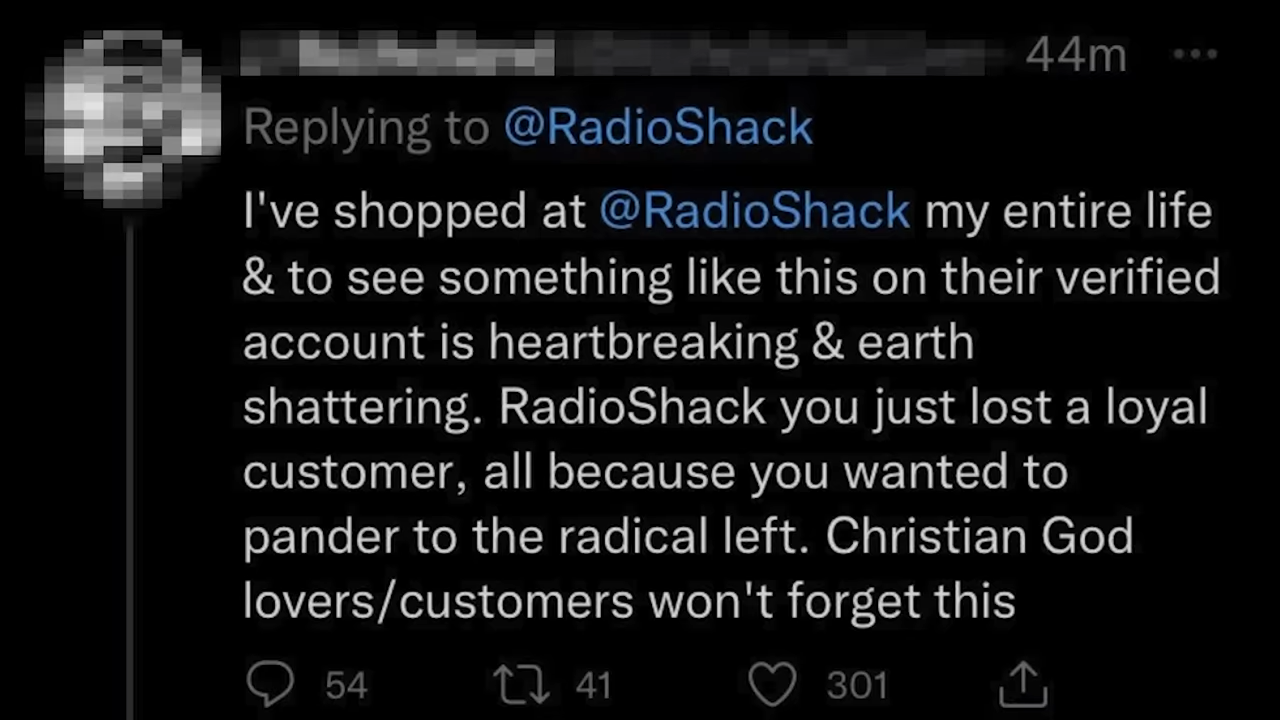 44m
Replying to @RadioShack
I've shopped at @RadioShack my entire life
& to see something like this on their verified
account is heartbreaking & earth
shattering. RadioShack you just lost a loyal
customer, all because you wanted to
pander to the radical left. Christian God
lovers/customers won't forget this
54 41 301